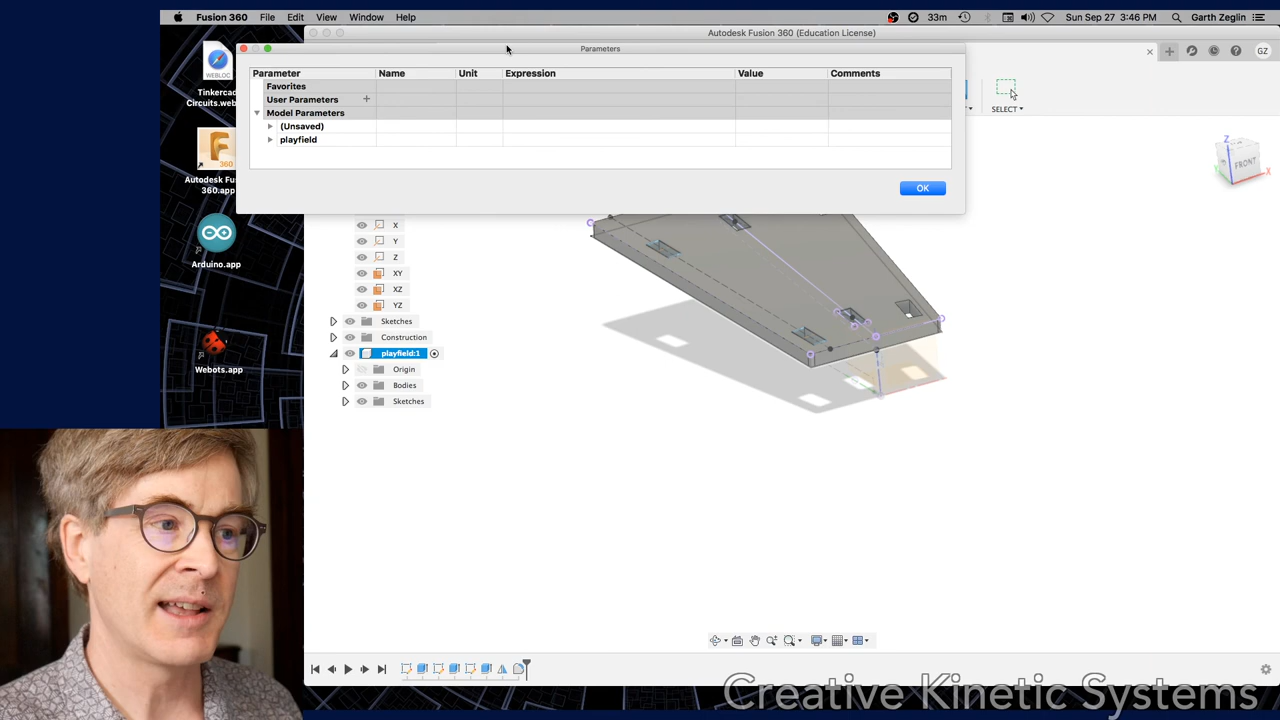 Fusion 360 File Edit View Window Help
33m Sun Sep 27 3:46 PM Garth Zeglin
Autodesk Fusion 360 (Education License)
Parameters
GZ
Parameter Name Unit Expression Value Comments
Favorites
User Parameters +
Model Parameters
(Unsaved)
playfield
OK
SELECT
WEBLOC
Tinkercad
Circuits.web
360
Autodesk Fu
360.app
Arduino.app
Webots.app
X
Y
Z
XY
XZ
YZ
Sketches
Construction
playfield:1
Origin
Bodies
Sketches
Z
FRONT
X
Creative Kinetic Systems